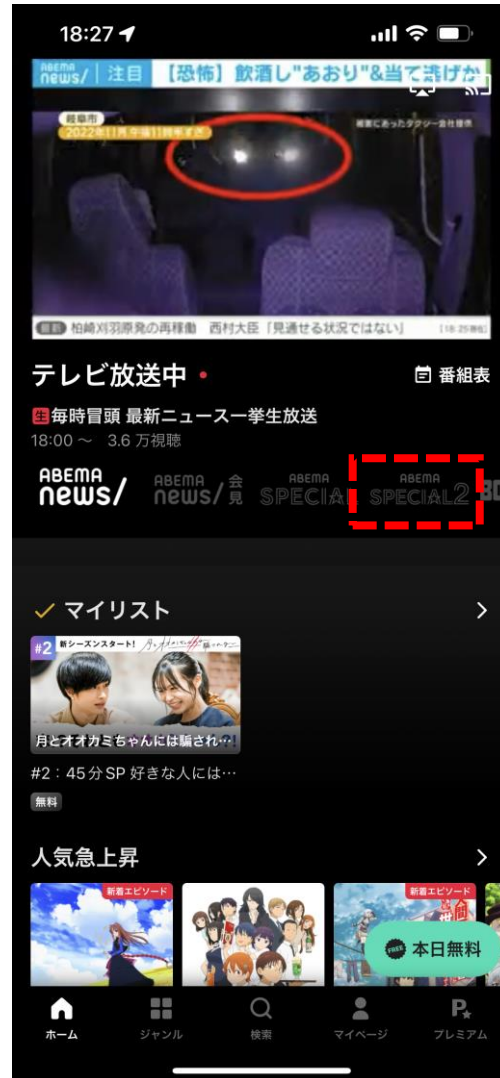 18:27
ABEMA news/ 注目 【恐怖】飲酒し"あおり"&当て逃げか
岐阜市
2022年11月 午後11時半すぎ
被害にあったタクシー会社提供
柏崎刈羽原発の再稼働 西村大臣「見通せる状況ではない」 [18:25現在]
テレビ放送中
番組表
生 毎時冒頭 最新ニュース一挙生放送
18:00 ～ 3.6 万視聴
ABEMA news/
ABEMA news/会見
ABEMA SPECIAL
ABEMA SPECIAL2
マイリスト
#2 新シーズンスタート!
月とオオカミちゃんには騙され…
#2：45分SP 好きな人には…
無料
人気急上昇
新着エピソード
新着エピソード
FREE 本日無料
ホーム
ジャンル
検索
マイページ
プレミアム